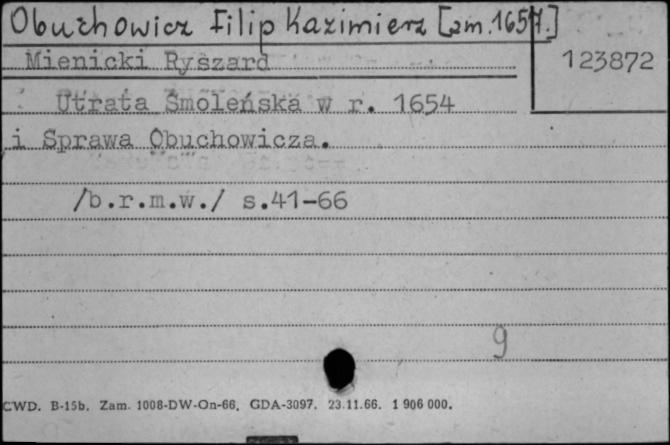 Obuchowicz Filip Kazimierz [zm. 1657.]
Mienicki Ryszard
123872
Utrata Smoleńska w r. 1654
i Sprawa Obuchowicza.
/b.r.m.w./ s.41-66
9
CWD. B-15b. Zam. 1008-DW-On-66. GDA-3097. 23.11.66. 1 906 000.